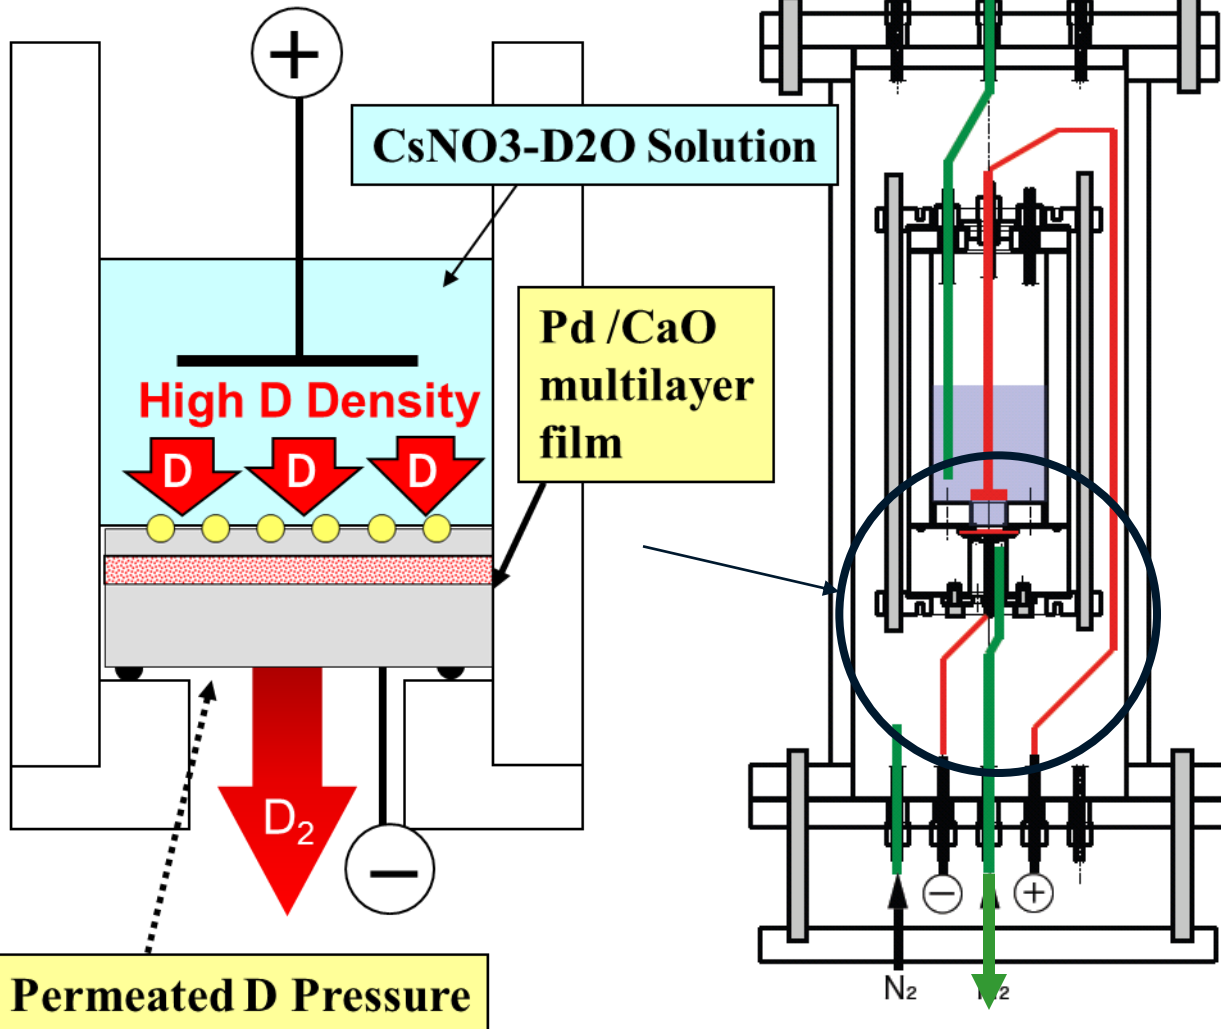 +
CsNO3-D2O Solution
Pd /CaO
multilayer
film
High D Density
D D D
D₂
−
Permeated D Pressure
− +
N₂